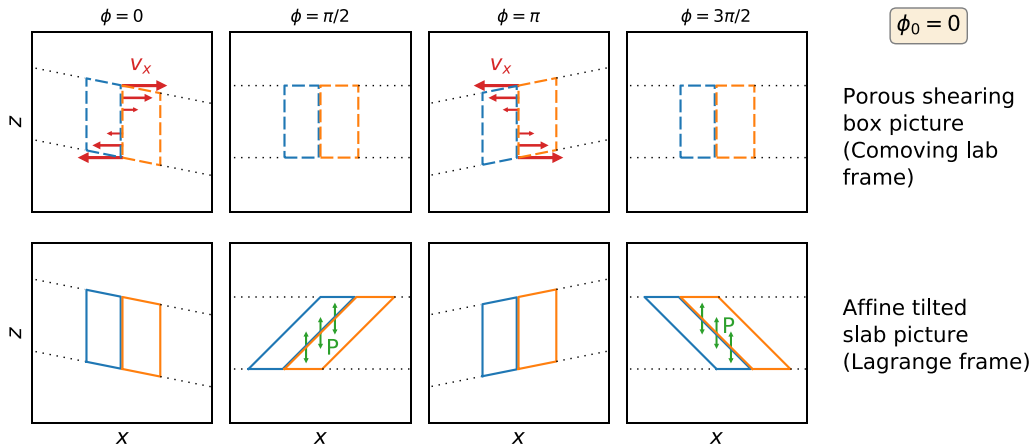 ϕ = 0
ϕ = π/2
ϕ = π
ϕ = 3π/2
ϕ₀ = 0
vₓ
vₓ
z
Porous shearing
box picture
(Comoving lab
frame)
P
P
z
Affine tilted
slab picture
(Lagrange frame)
x
x
x
x